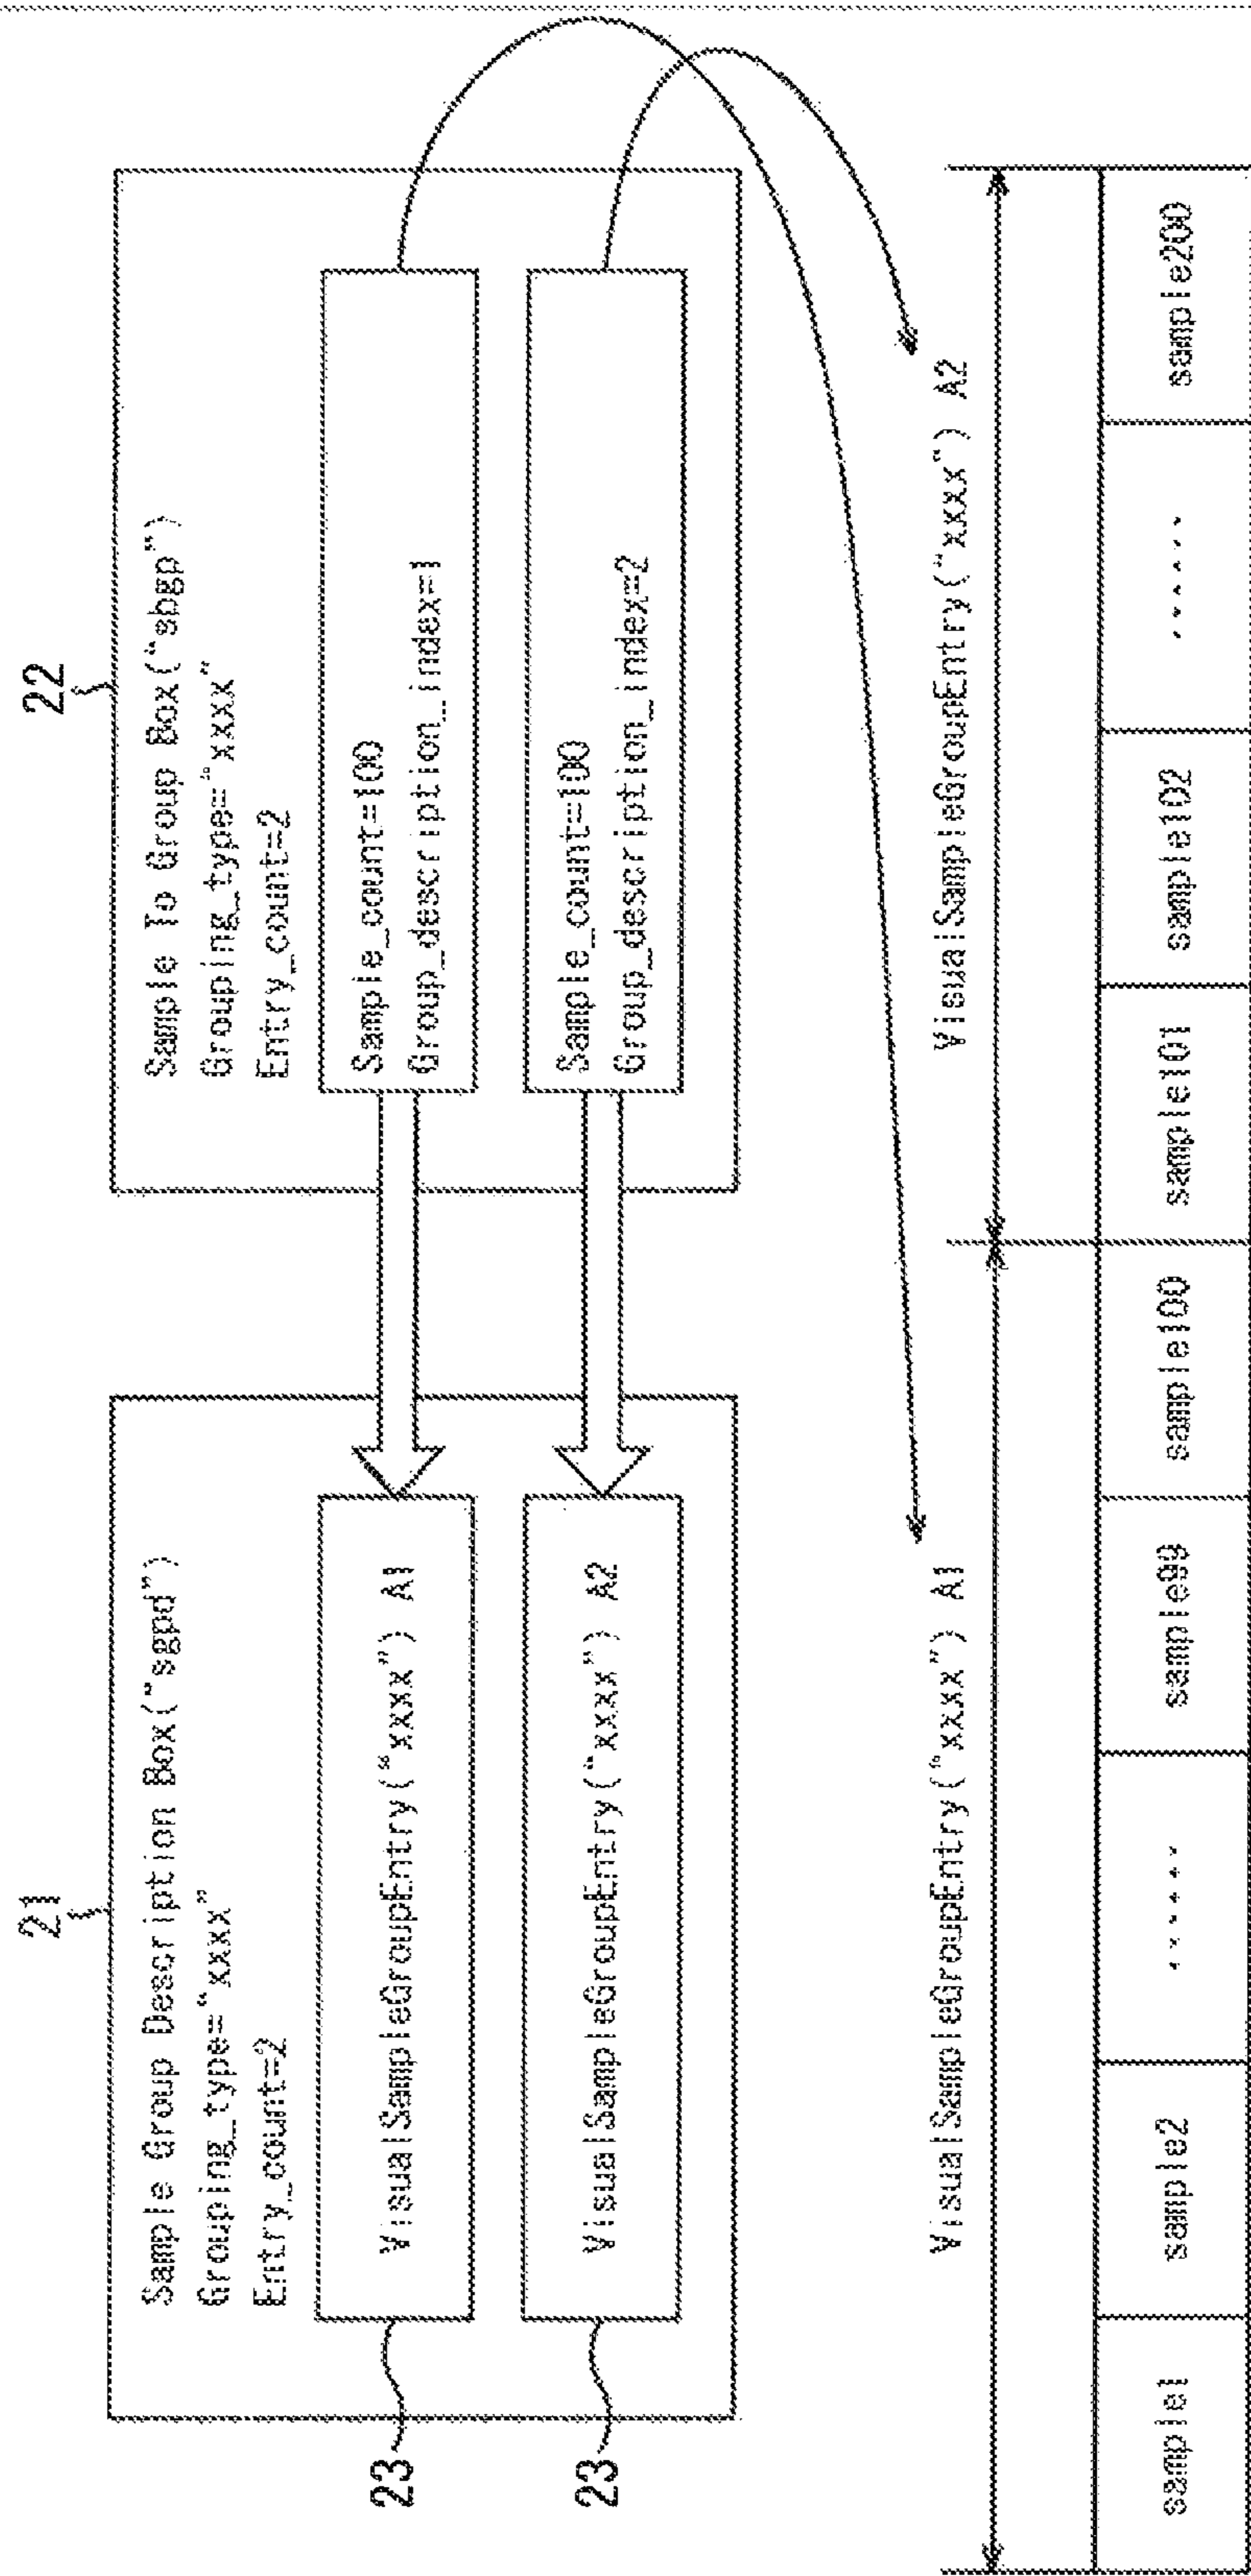 21
Sample Group Description Box("sgpd")
Grouping_type="xxxx"
Entry_count=2
23
VisualSampleGroupEntry("xxxx") A1
23
VisualSampleGroupEntry("xxxx") A2
22
Sample To Group Box("sbgp")
Grouping_type="xxxx"
Entry_count=2
Sample_count=100
Group_description_index=1
Sample_count=100
Group_description_index=2
VisualSampleGroupEntry("xxxx") A1
VisualSampleGroupEntry("xxxx") A2
sample1 sample2 ...... sample99 sample100 sample101 sample102 ...... sample200